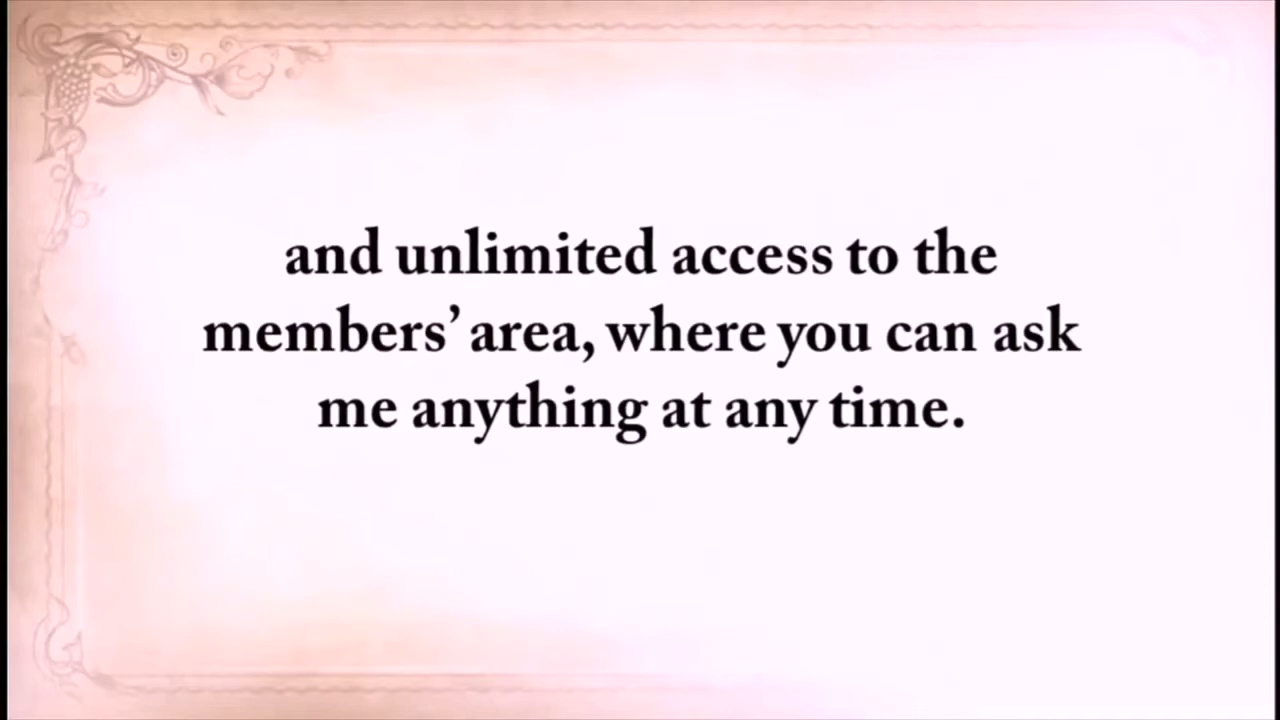 and unlimited access to the
members’ area, where you can ask
me anything at any time.